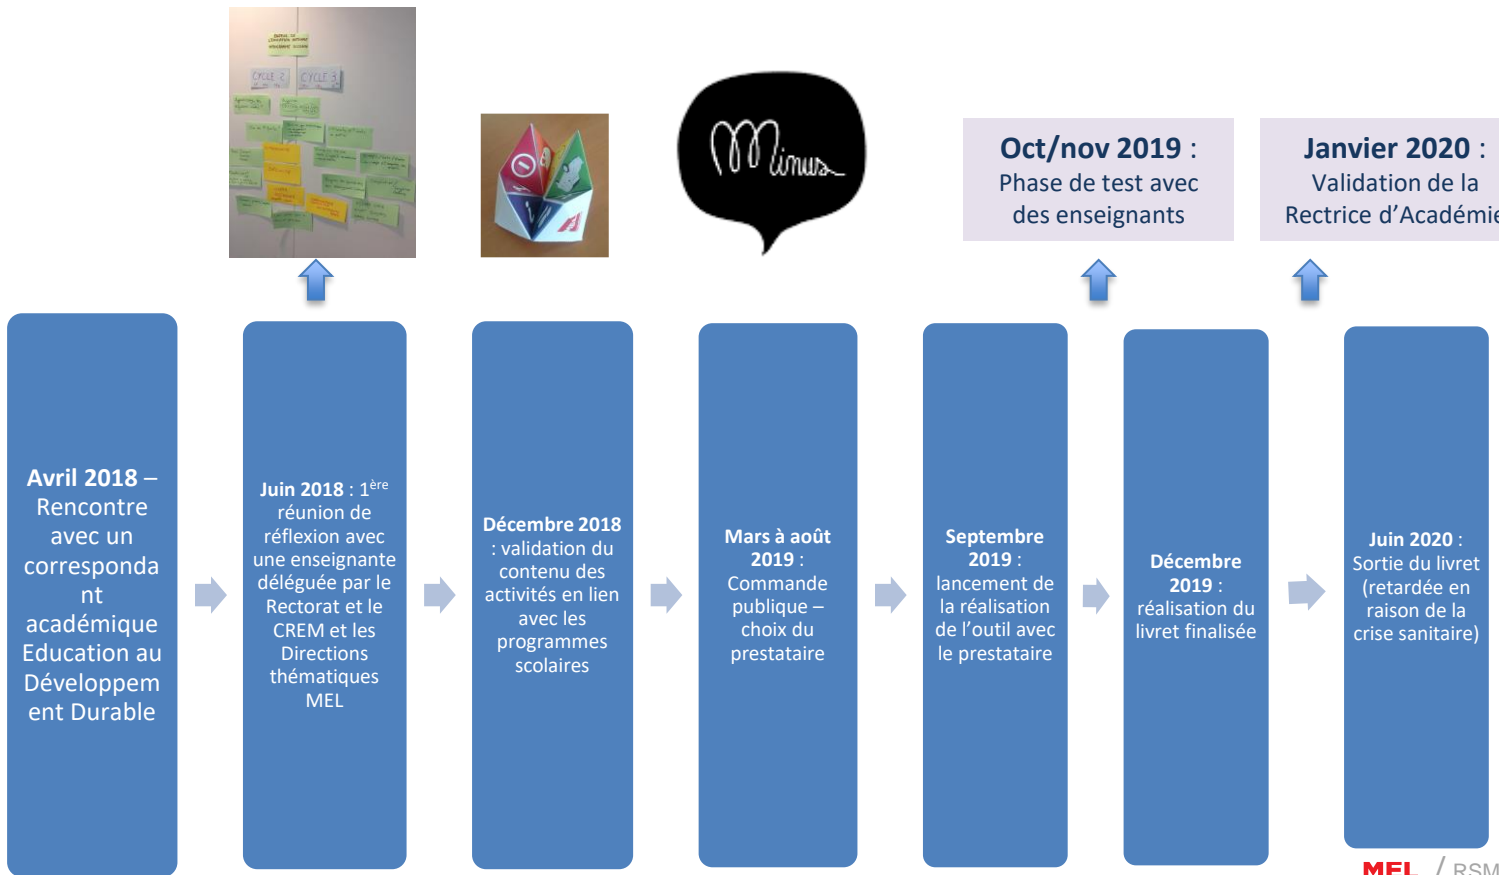 CYCLE 2
CYCLE 3
Minus
Oct/nov 2019 :
Phase de test avec
des enseignants
Janvier 2020 :
Validation de la
Rectrice d'Académie
Avril 2018 –
Rencontre
avec un
corresponda
nt
académique
Education au
Développem
ent Durable
Juin 2018 : 1ère
réunion de
réflexion avec
une enseignante
déléguée par le
Rectorat et le
CREM et les
Directions
thématiques
MEL
Décembre 2018
: validation du
contenu des
activités en lien
avec les
programmes
scolaires
Mars à août
2019 :
Commande
publique –
choix du
prestataire
Septembre
2019 :
lancement de
la réalisation
de l'outil avec
le prestataire
Décembre
2019 :
réalisation du
livret finalisée
Juin 2020 :
Sortie du livret
(retardée en
raison de la
crise sanitaire)
MEL / RSM